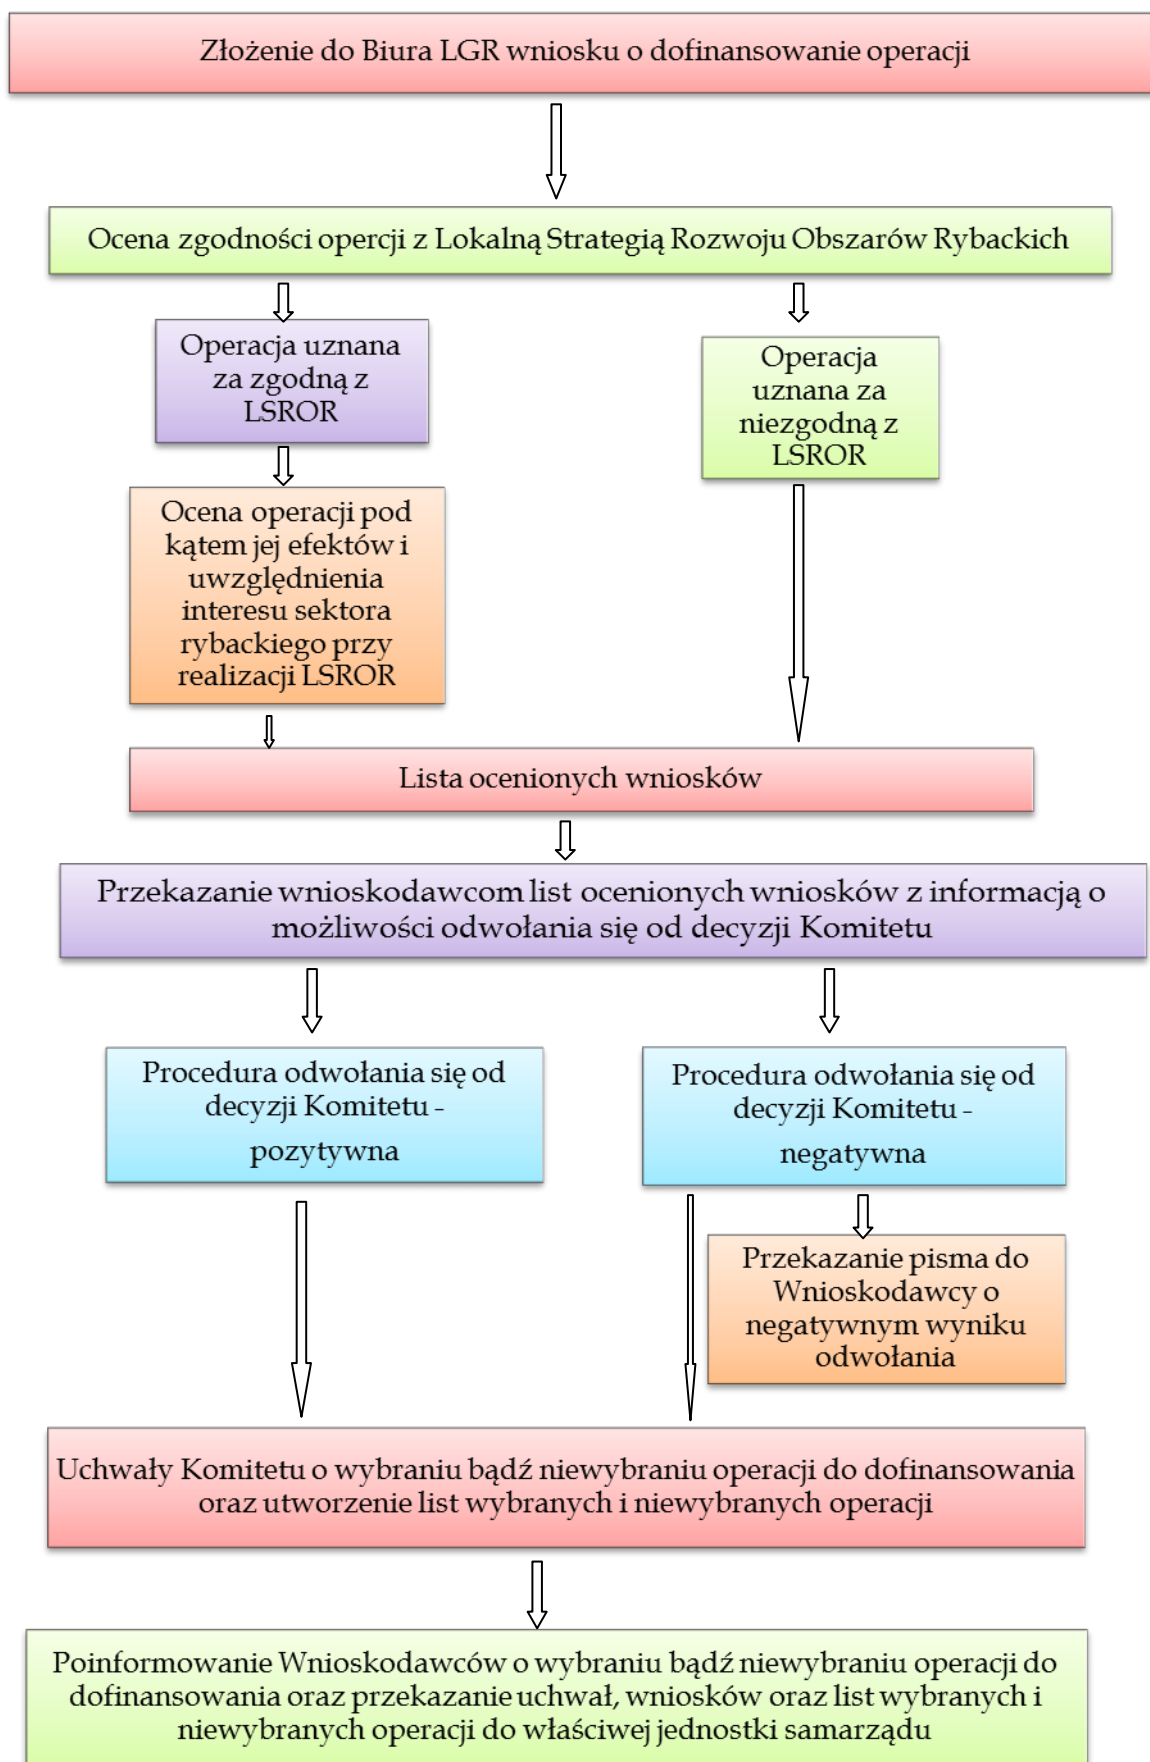 Złożenie do Biura LGR wniosku o dofinansowanie operacji
Ocena zgodności opercji z Lokalną Strategią Rozwoju Obszarów Rybackich
Operacja uznana
za zgodną z
LSROR
Operacja
uznana za
niezgodną z
LSROR
Ocena operacji pod
kątem jej efektów i
uwzględnienia
interesu sektora
rybackiego przy
realizacji LSROR
Lista ocenionych wniosków
Przekazanie wnioskodawcom list ocenionych wniosków z informacją o
możliwości odwołania się od decyzji Komitetu
Procedura odwołania się od
decyzji Komitetu -
pozytywna
Procedura odwołania się od
decyzji Komitetu -
negatywna
Przekazanie pisma do
Wnioskodawcy o
negatywnym wyniku
odwołania
Uchwały Komitetu o wybraniu bądź niewybraniu operacji do dofinansowania
oraz utworzenie list wybranych i niewybranych operacji
Poinformowanie Wnioskodawców o wybraniu bądź niewybraniu operacji do
dofinansowania oraz przekazanie uchwał, wniosków oraz list wybranych i
niewybranych operacji do właściwej jednostki samarządu